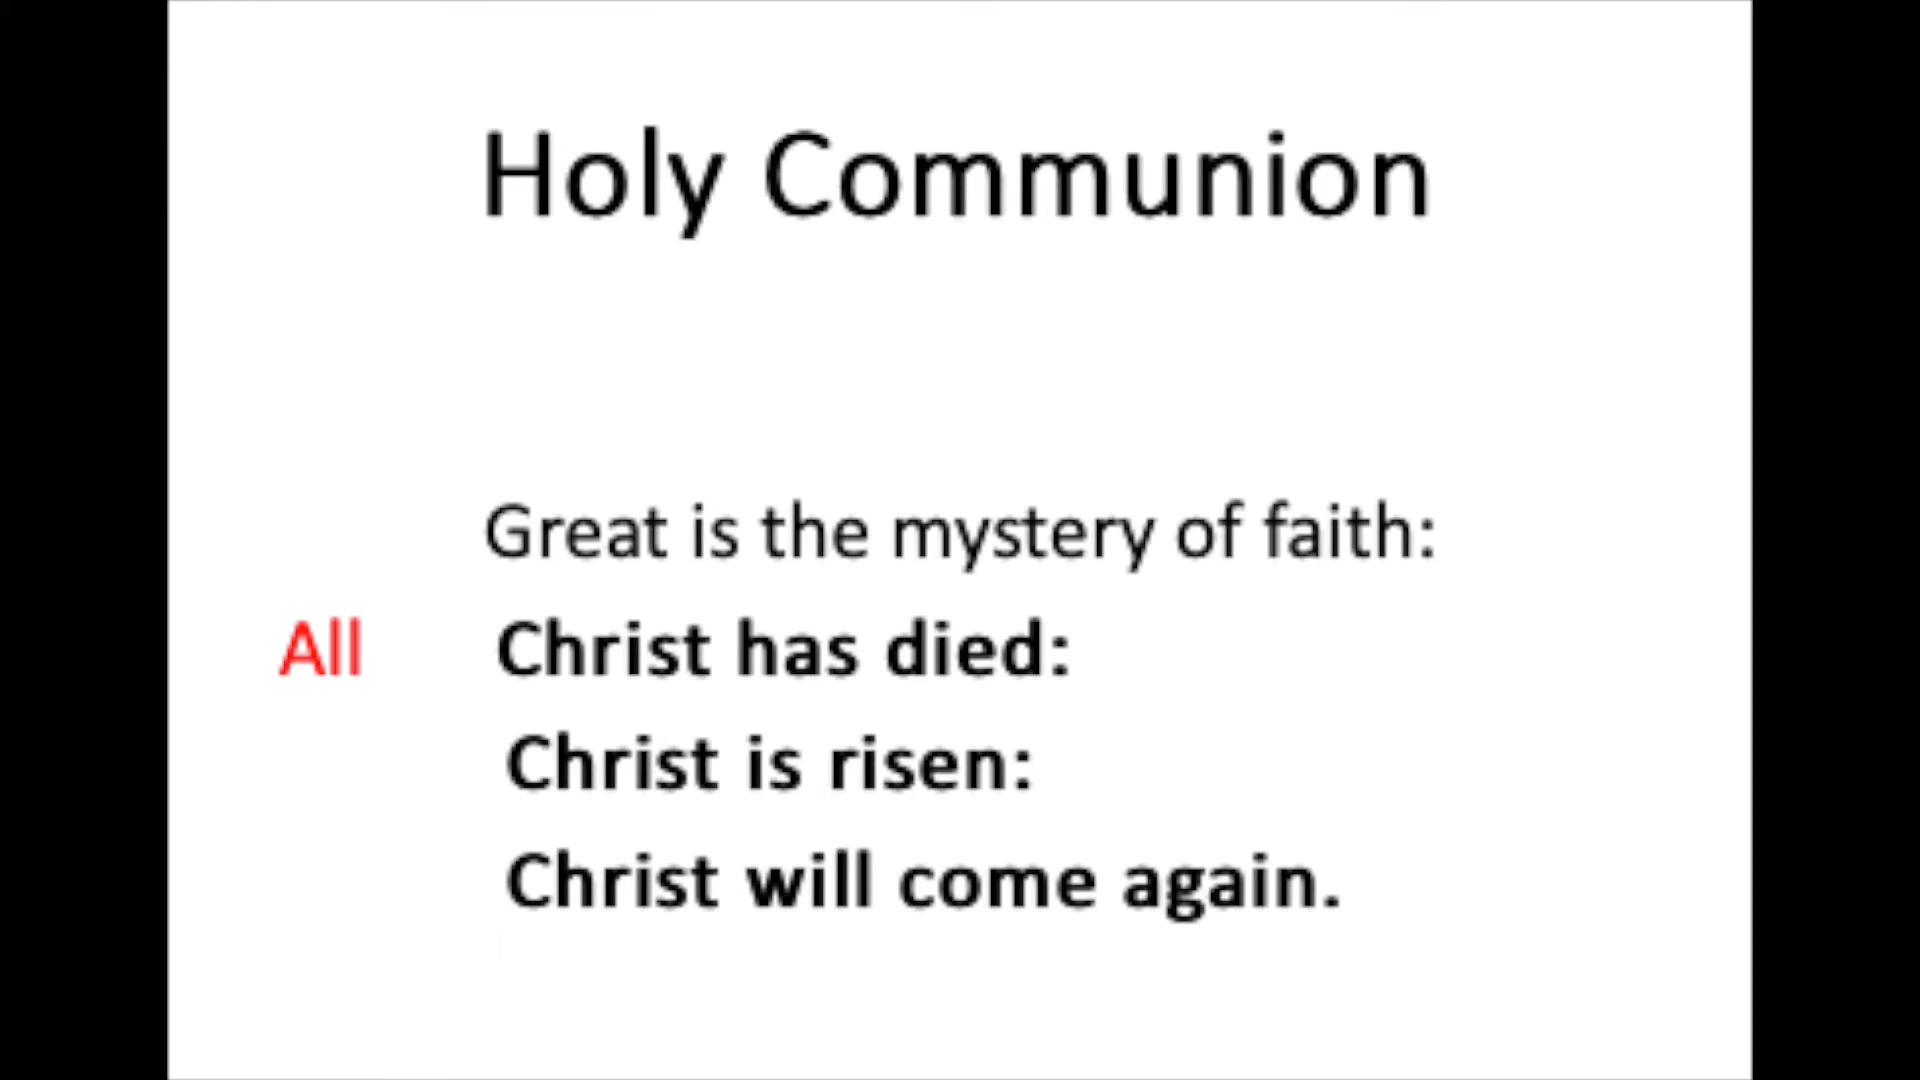 Holy Communion
Great is the mystery of faith:
All Christ has died:
Christ is risen:
Christ will come again.